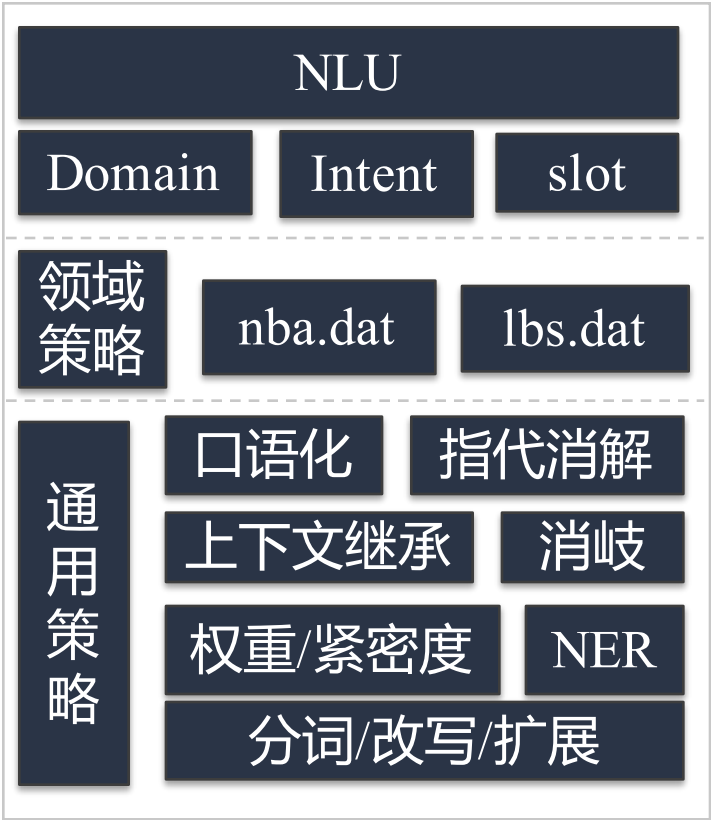 NLU
Domain
Intent
slot
领域
策略
nba.dat
lbs.dat
通
用
策
略
口语化
指代消解
上下文继承
消岐
权重/紧密度
NER
分词/改写/扩展